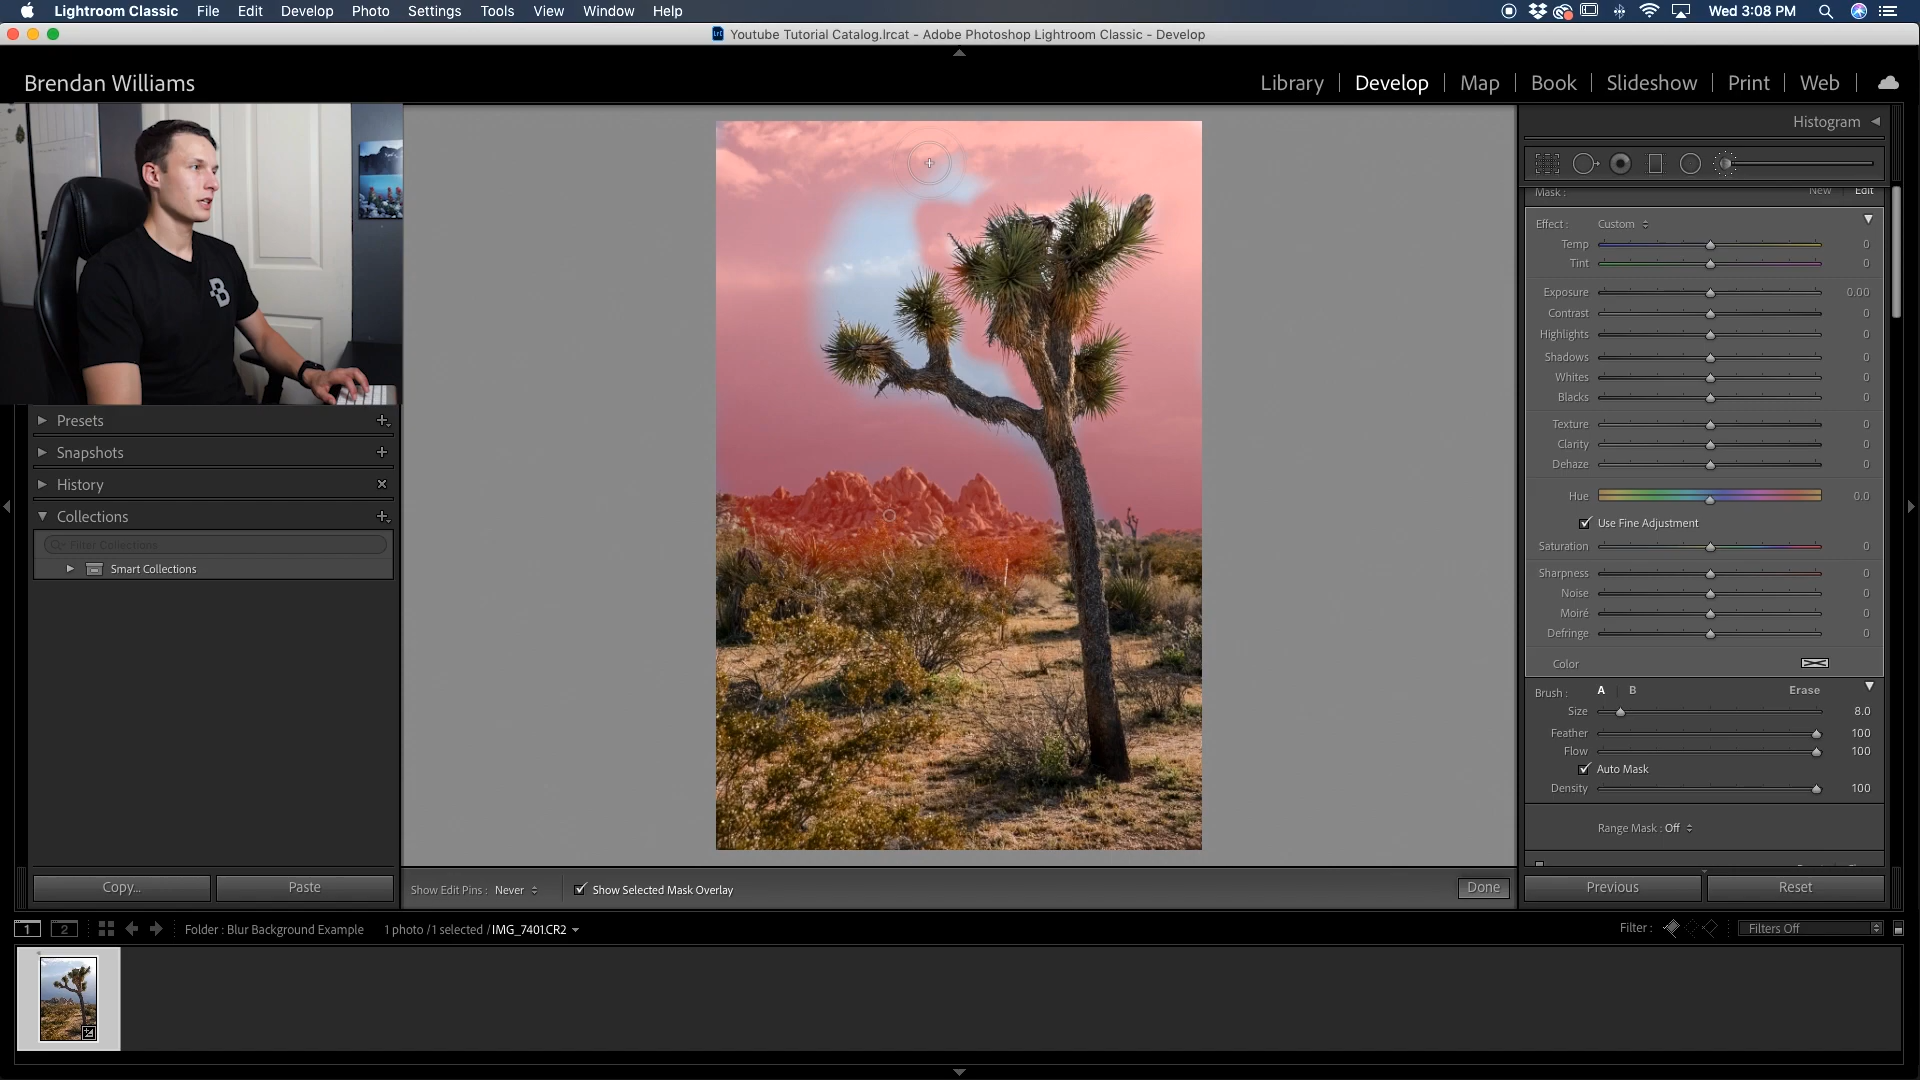 Lightroom Classic File Edit Develop Photo Settings Tools View Window Help Wed 3:08 PM
Youtube Tutorial Catalog.lrcat - Adobe Photoshop Lightroom Classic - Develop
Brendan Williams Library Develop Map Book Slideshow Print Web
Histogram
Mask : New Edit
Effect : Custom
Temp 0
Tint 0
Exposure 0.00
Contrast 0
Highlights 0
Shadows 0
Whites 0
Blacks 0
Texture 0
Clarity 0
Dehaze 0
Hue 0.0
Use Fine Adjustment
Saturation 0
Sharpness 0
Noise 0
Moiré 0
Defringe 0
Color
Brush : A B Erase
Size 8.0
Feather 100
Flow 100
Auto Mask
Density 100
Range Mask : Off
Presets
Snapshots
History
Collections
Filter Collections
Smart Collections
Copy... Paste
Show Edit Pins : Never Show Selected Mask Overlay Done
Previous Reset
1 2 Folder : Blur Background Example 1 photo / 1 selected / IMG_7401.CR2 Filter : Filters Off